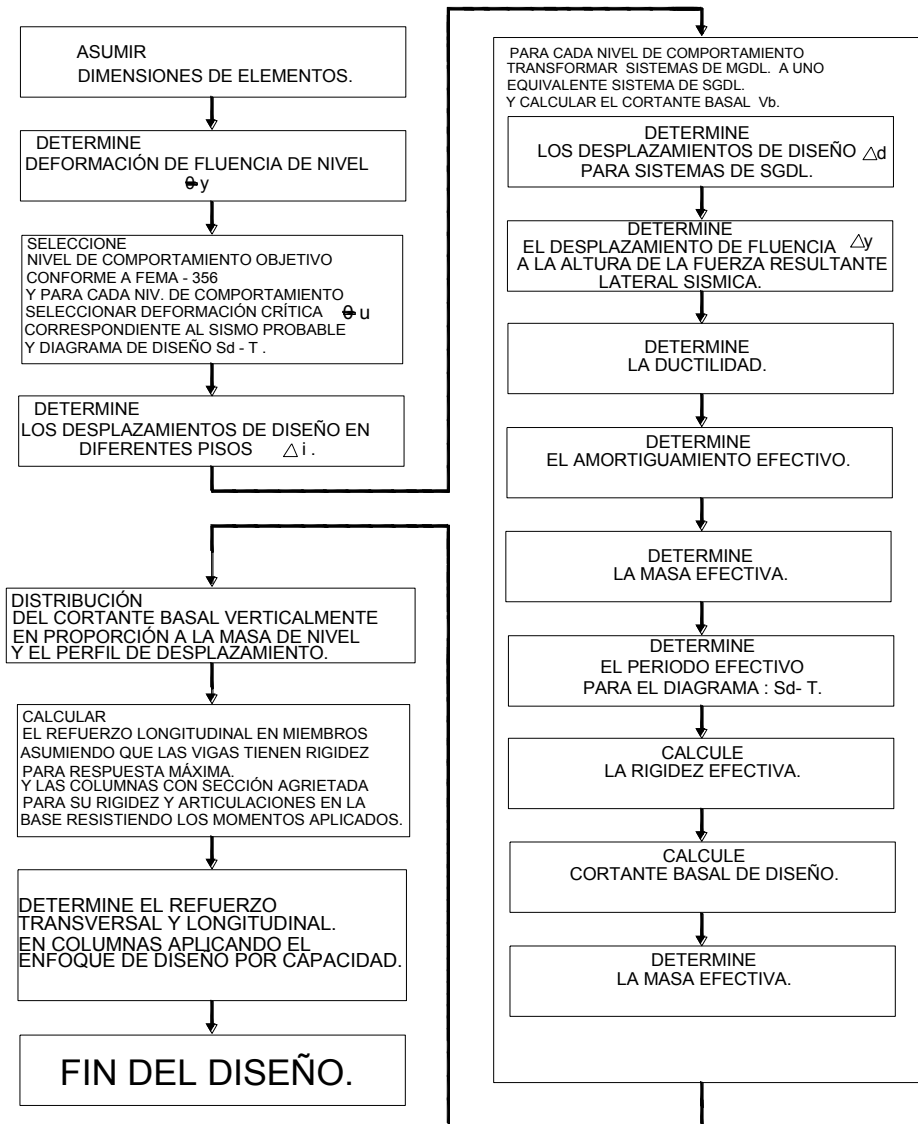 ASUMIR
DIMENSIONES DE ELEMENTOS.
DETERMINE
DEFORMACIÓN DE FLUENCIA DE NIVEL
θy
SELECCIONE
NIVEL DE COMPORTAMIENTO OBJETIVO
CONFORME A FEMA - 356
Y PARA CADA NIV. DE COMPORTAMIENTO
SELECCIONAR DEFORMACIÓN CRÍTICA θu
CORRESPONDIENTE AL SISMO PROBABLE
Y DIAGRAMA DE DISEÑO Sd - T .
DETERMINE
LOS DESPLAZAMIENTOS DE DISEÑO EN
DIFERENTES PISOS △i .
PARA CADA NIVEL DE COMPORTAMIENTO
TRANSFORMAR SISTEMAS DE MGDL. A UNO
EQUIVALENTE SISTEMA DE SGDL.
Y CALCULAR EL CORTANTE BASAL Vb.
DETERMINE
LOS DESPLAZAMIENTOS DE DISEÑO △d
PARA SISTEMAS DE SGDL.
DETERMINE
EL DESPLAZAMIENTO DE FLUENCIA △y
A LA ALTURA DE LA FUERZA RESULTANTE
LATERAL SISMICA.
DETERMINE
LA DUCTILIDAD.
DETERMINE
EL AMORTIGUAMIENTO EFECTIVO.
DETERMINE
LA MASA EFECTIVA.
DETERMINE
EL PERIODO EFECTIVO
PARA EL DIAGRAMA : Sd- T.
CALCULE
LA RIGIDEZ EFECTIVA.
CALCULE
CORTANTE BASAL DE DISEÑO.
DETERMINE
LA MASA EFECTIVA.
DISTRIBUCIÓN
DEL CORTANTE BASAL VERTICALMENTE
EN PROPORCIÓN A LA MASA DE NIVEL
Y EL PERFIL DE DESPLAZAMIENTO.
CALCULAR
EL REFUERZO LONGITUDINAL EN MIEMBROS
ASUMIENDO QUE LAS VIGAS TIENEN RIGIDEZ
PARA RESPUESTA MÁXIMA.
Y LAS COLUMNAS CON SECCIÓN AGRIETADA
PARA SU RIGIDEZ Y ARTICULACIONES EN LA
BASE RESISTIENDO LOS MOMENTOS APLICADOS.
DETERMINE EL REFUERZO
TRANSVERSAL Y LONGITUDINAL.
EN COLUMNAS APLICANDO EL
ENFOQUE DE DISEÑO POR CAPACIDAD.
FIN DEL DISEÑO.